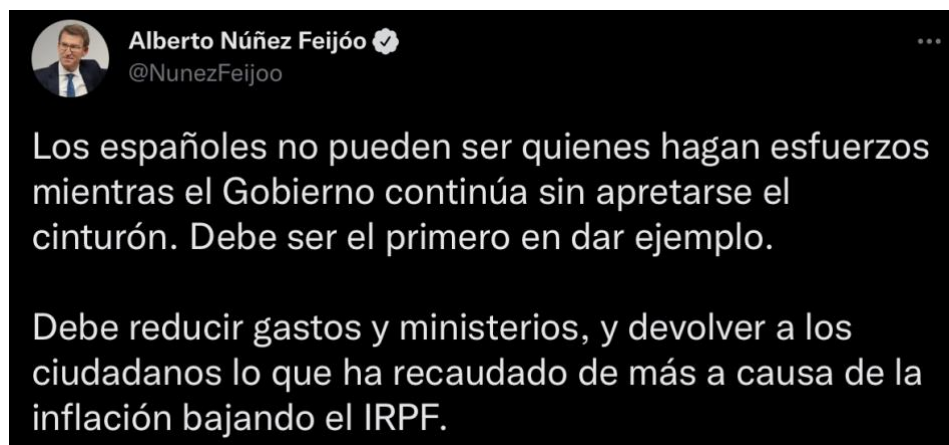 Alberto Núñez Feijóo
@NunezFeijoo
Los españoles no pueden ser quienes hagan esfuerzos
mientras el Gobierno continúa sin apretarse el
cinturón. Debe ser el primero en dar ejemplo.
Debe reducir gastos y ministerios, y devolver a los
ciudadanos lo que ha recaudado de más a causa de la
inflación bajando el IRPF.